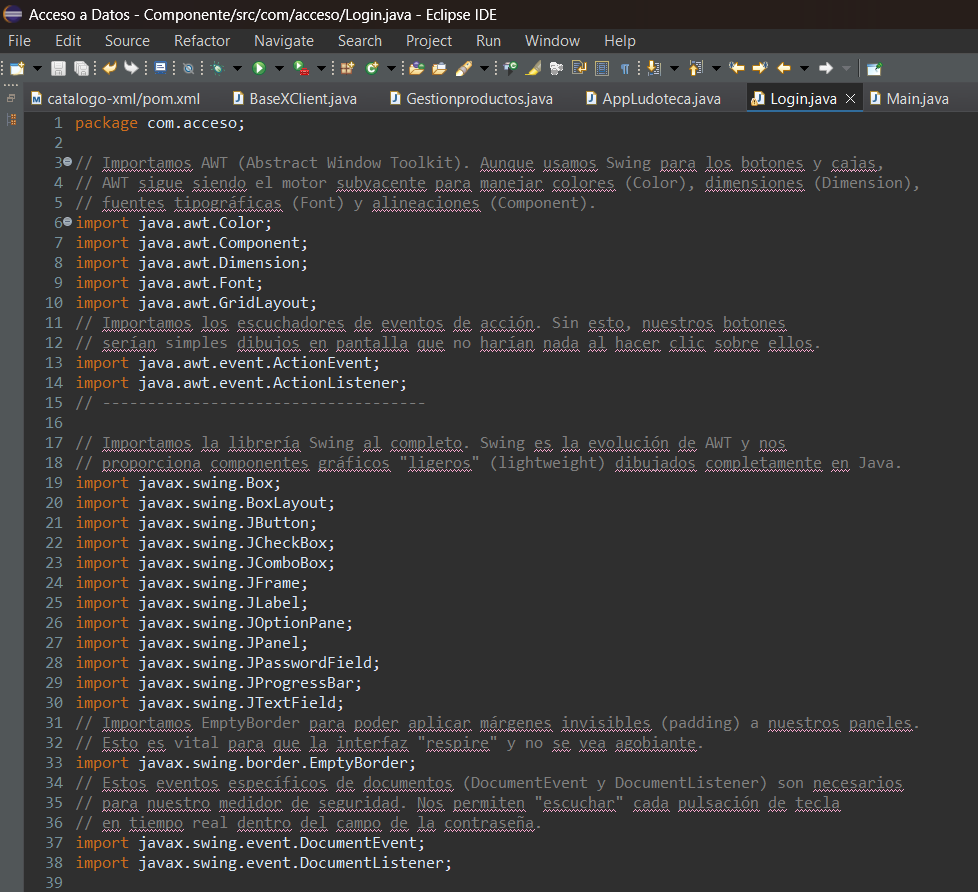 Acceso a Datos - Componente/src/com/acceso/Login.java - Eclipse IDE
File Edit Source Refactor Navigate Search Project Run Window Help
catalogo-xml/pom.xml BaseXClient.java Gestionproductos.java AppLudoteca.java Login.java Main.java
1 package com.acceso;
2
3 // Importamos AWT (Abstract Window Toolkit). Aunque usamos Swing para los botones y cajas,
4 // AWT sigue siendo el motor subyacente para manejar colores (Color), dimensiones (Dimension),
5 // fuentes tipográficas (Font) y alineaciones (Component).
6 import java.awt.Color;
7 import java.awt.Component;
8 import java.awt.Dimension;
9 import java.awt.Font;
10 import java.awt.GridLayout;
11 // Importamos los escuchadores de eventos de acción. Sin esto, nuestros botones
12 // serían simples dibujos en pantalla que no harían nada al hacer clic sobre ellos.
13 import java.awt.event.ActionEvent;
14 import java.awt.event.ActionListener;
15 // ------------------------------------
16
17 // Importamos la librería Swing al completo. Swing es la evolución de AWT y nos
18 // proporciona componentes gráficos "ligeros" (lightweight) dibujados completamente en Java.
19 import javax.swing.Box;
20 import javax.swing.BoxLayout;
21 import javax.swing.JButton;
22 import javax.swing.JCheckBox;
23 import javax.swing.JComboBox;
24 import javax.swing.JFrame;
25 import javax.swing.JLabel;
26 import javax.swing.JOptionPane;
27 import javax.swing.JPanel;
28 import javax.swing.JPasswordField;
29 import javax.swing.JProgressBar;
30 import javax.swing.JTextField;
31 // Importamos EmptyBorder para poder aplicar márgenes invisibles (padding) a nuestros paneles.
32 // Esto es vital para que la interfaz "respire" y no se vea agobiante.
33 import javax.swing.border.EmptyBorder;
34 // Estos eventos específicos de documentos (DocumentEvent y DocumentListener) son necesarios
35 // para nuestro medidor de seguridad. Nos permiten "escuchar" cada pulsación de tecla
36 // en tiempo real dentro del campo de la contraseña.
37 import javax.swing.event.DocumentEvent;
38 import javax.swing.event.DocumentListener;
39